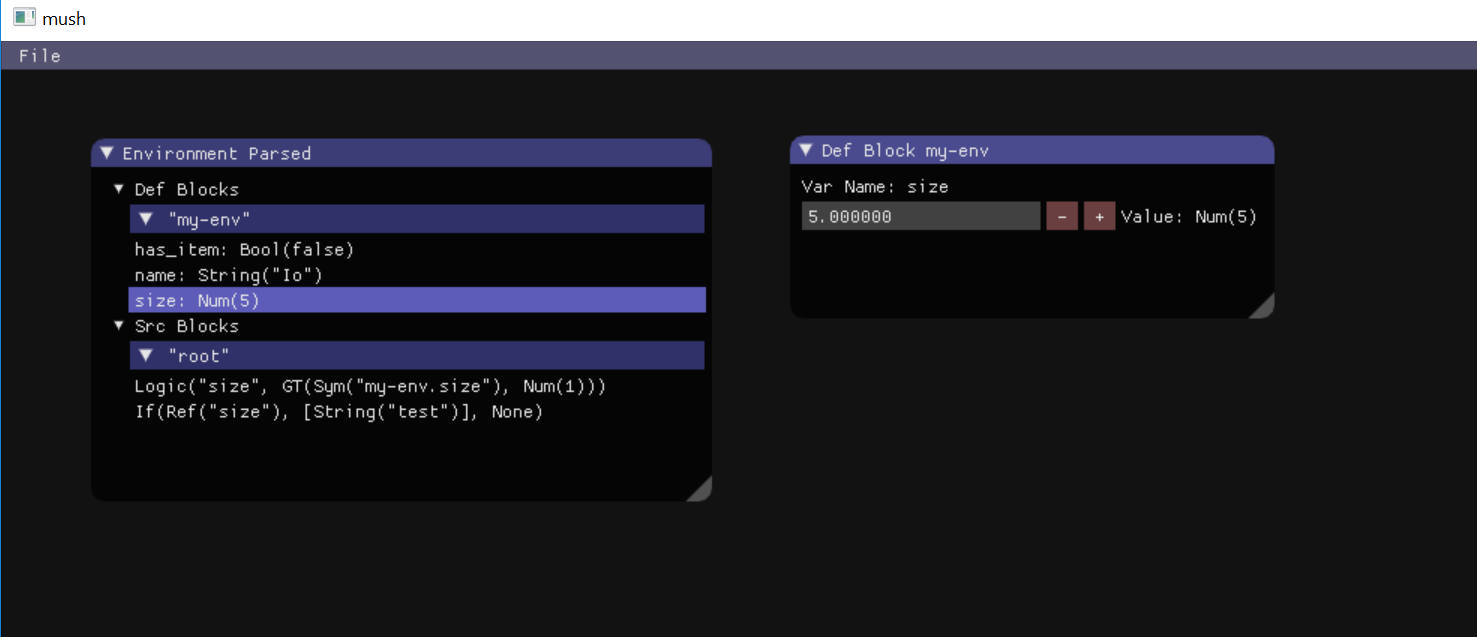 mush
File
Environment Parsed
Def Blocks
"my-env"
has_item: Bool(false)
name: String("Io")
size: Num(5)
Src Blocks
"root"
Logic("size", GT(Sym("my-env.size"), Num(1)))
If(Ref("size"), [String("test")], None)
Def Block my-env
Var Name: size
5.000000 - + Value: Num(5)